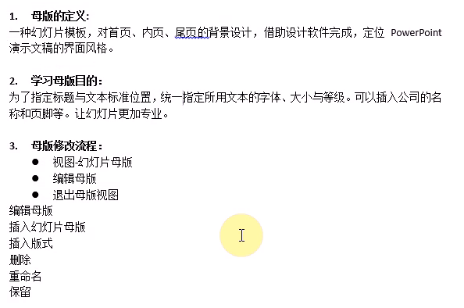 1. 母版的定义:
一种幻灯片模板，对首页、内页、尾页的背景设计，借助设计软件完成，定位 PowerPoint
演示文稿的界面风格。
2. 学习母版目的:
为了指定标题与文本标准位置，统一指定所用文本的字体、大小与等级。可以插入公司的名
称和页脚等。让幻灯片更加专业。
3. 母版修改流程:
● 视图-幻灯片母版
● 编辑母版
● 退出母版视图
编辑母版
插入幻灯片母版
插入版式
删除
重命名
保留